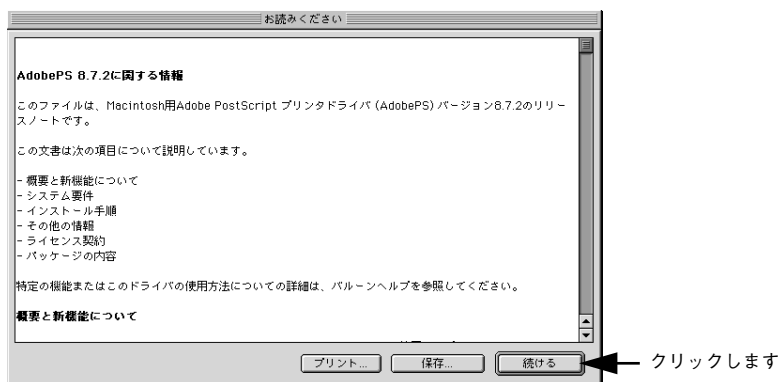 お読みください
AdobePS 8.7.2に関する情報
このファイルは、Macintosh用Adobe PostScript プリンタドライバ (AdobePS) バージョン8.7.2のリリー
スノートです。
この文書は次の項目について説明しています。
- 概要と新機能について
- システム要件
- インストール手順
- その他の情報
- ライセンス契約
- パッケージの内容
特定の機能またはこのドライバの使用方法についての詳細は、バルーンヘルプを参照してください。
概要と新機能について
プリント...
保存...
続ける
クリックします